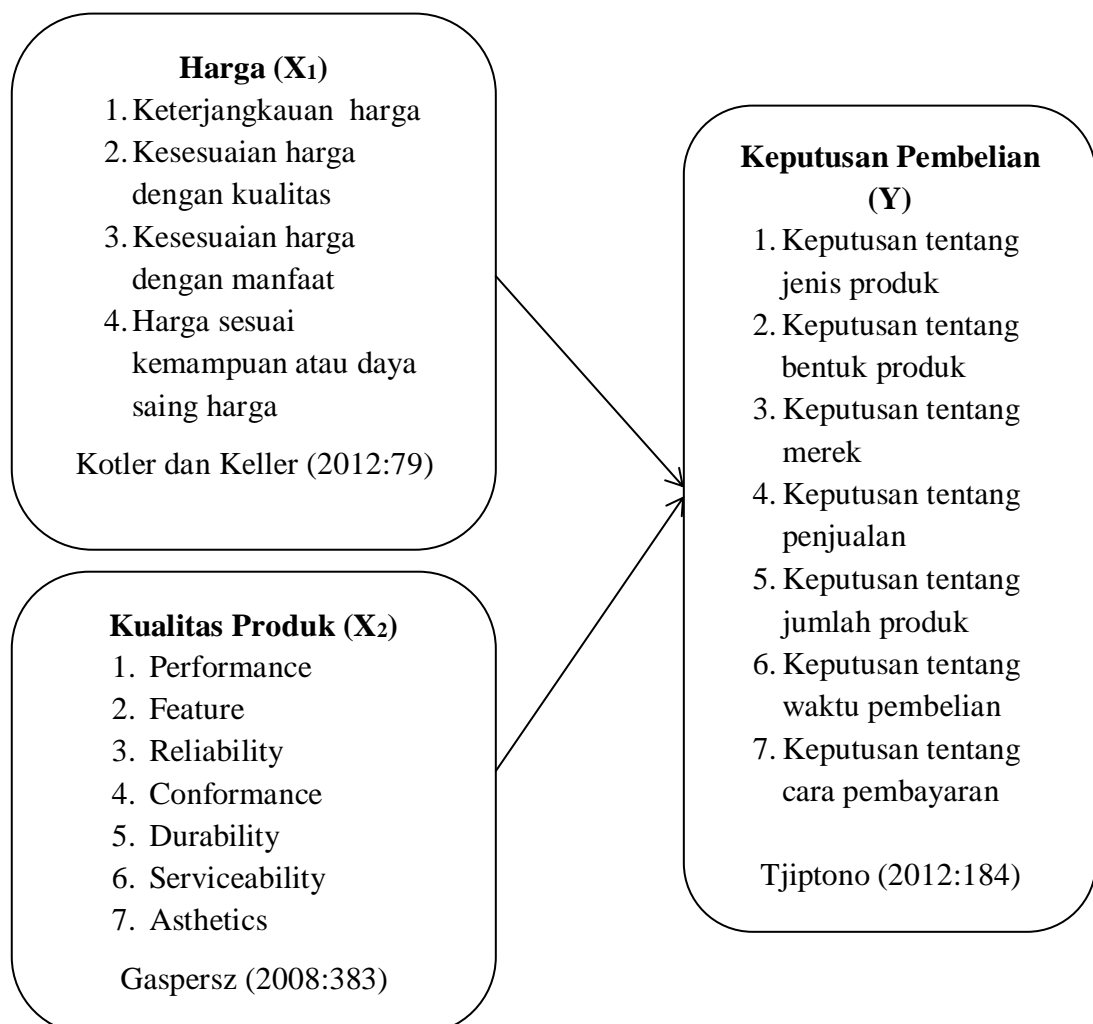 Harga (X1)
1. Keterjangkauan harga
2. Kesesuaian harga
dengan kualitas
3. Kesesuaian harga
dengan manfaat
4. Harga sesuai
kemampuan atau daya
saing harga
Kotler dan Keller (2012:79)
Kualitas Produk (X2)
1. Performance
2. Feature
3. Reliability
4. Conformance
5. Durability
6. Serviceability
7. Asthetics
Gaspersz (2008:383)
Keputusan Pembelian
(Y)
1. Keputusan tentang
jenis produk
2. Keputusan tentang
bentuk produk
3. Keputusan tentang
merek
4. Keputusan tentang
penjualan
5. Keputusan tentang
jumlah produk
6. Keputusan tentang
waktu pembelian
7. Keputusan tentang
cara pembayaran
Tjiptono (2012:184)